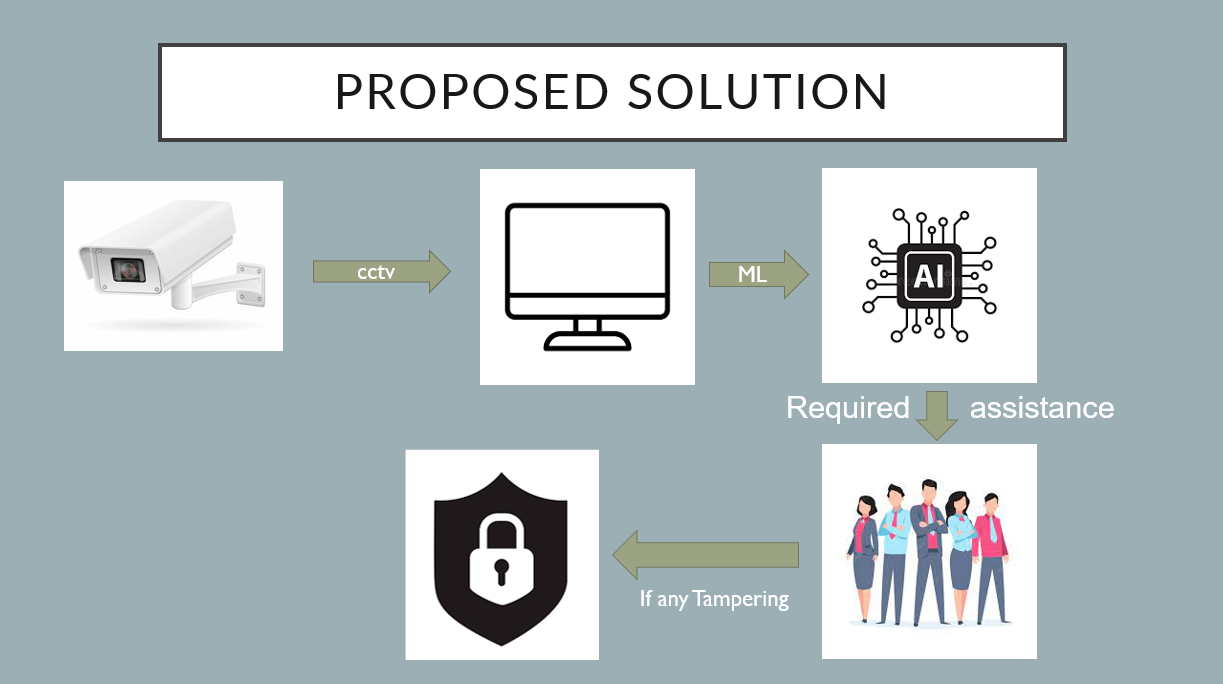 PROPOSED SOLUTION
cctv
ML
AI
Required assistance
If any Tampering